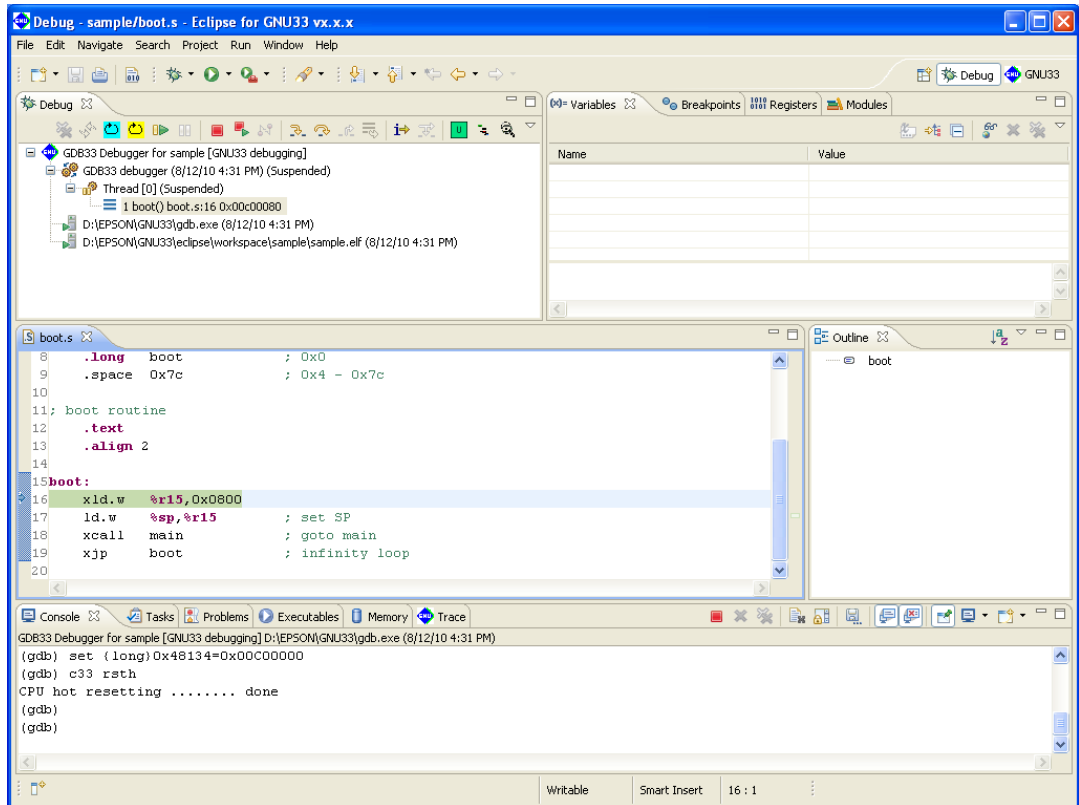 Debug - sample/boot.s - Eclipse for GNU33 vx.x.x
File Edit Navigate Search Project Run Window Help
Debug GNU33
Debug
GDB33 Debugger for sample [GNU33 debugging]
GDB33 debugger (8/12/10 4:31 PM) (Suspended)
Thread [0] (Suspended)
1 boot() boot.s:16 0x00c00080
D:\EPSON\GNU33\gdb.exe (8/12/10 4:31 PM)
D:\EPSON\GNU33\eclipse\workspace\sample\sample.elf (8/12/10 4:31 PM)
(x)= Variables Breakpoints Registers Modules
Name Value
boot.s
8 .long boot ; 0x0
9 .space 0x7c ; 0x4 - 0x7c
10
11 ; boot routine
12 .text
13 .align 2
14
15 boot:
16 xld.w %r15,0x0800
17 ld.w %sp,%r15 ; set SP
18 xcall main ; goto main
19 xjp boot ; infinity loop
20
Outline
boot
Console Tasks Problems Executables Memory Trace
GDB33 Debugger for sample [GNU33 debugging] D:\EPSON\GNU33\gdb.exe (8/12/10 4:31 PM)
(gdb) set {long}0x48134=0x00C00000
(gdb) c33 rsth
CPU hot resetting ........ done
(gdb)
(gdb)
Writable Smart Insert 16 : 1